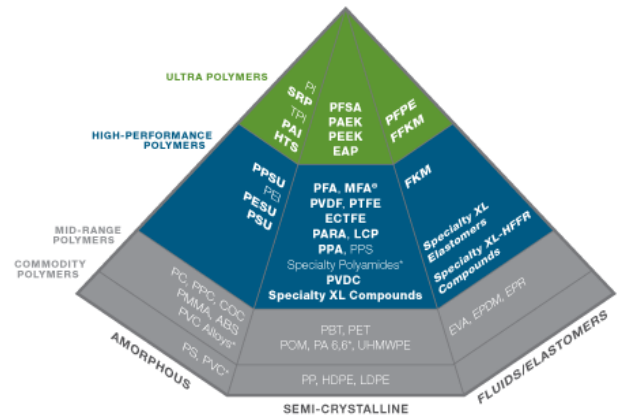 ULTRA POLYMERS
PI
SRP
TPI
PAI
HTS
PFSA
PAEK
PEEK
EAP
PFPE
FFKM
HIGH-PERFORMANCE
POLYMERS
PPSU
PEI
PESU
PSU
PFA, MFA®
PVDF, PTFE
ECTFE
PARA, LCP
PPA, PPS
Specialty Polyamides*
PVDC
Specialty XL Compounds
FKM
Specialty XL
Elastomers
Specialty XL-HFFR
Compounds
MID-RANGE
POLYMERS
PC, PPC, COC
PMMA, ABS
PVC Alloys*
PBT, PET
POM, PA 6,6*, UHMWPE
EVA, EPDM, EPR
COMMODITY
POLYMERS
PS, PVC*
PP, HDPE, LDPE
AMORPHOUS
SEMI-CRYSTALLINE
FLUIDS/ELASTOMERS